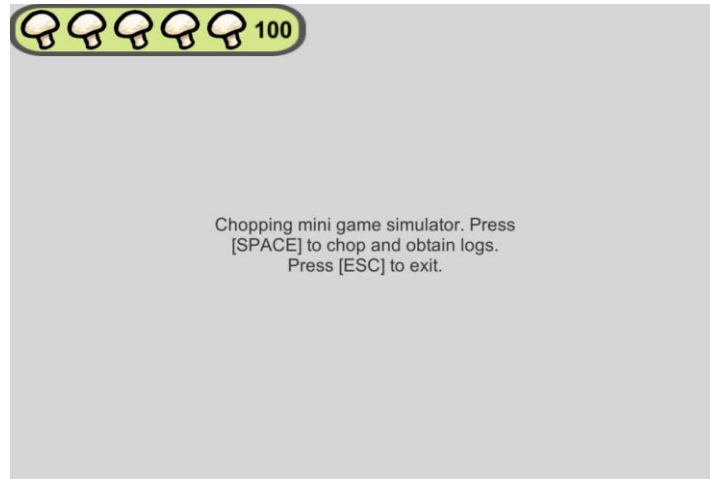 100
Chopping mini game simulator. Press
[SPACE] to chop and obtain logs.
Press [ESC] to exit.